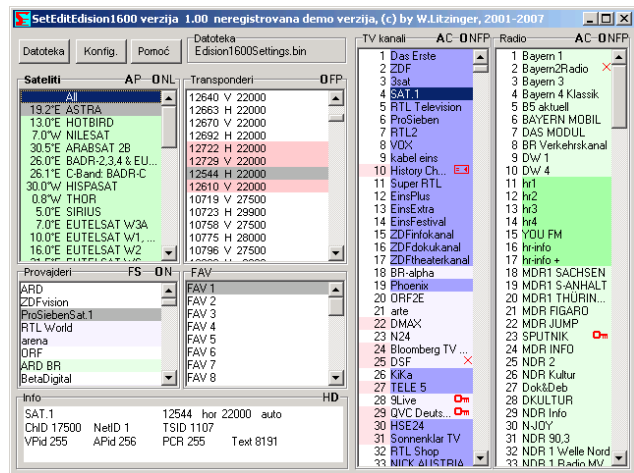 SetEditEdison1600 verzija 1.00 neregistrovana demo verzija, (c) by W.Litzinger, 2001-2007
Datoteka
Konfig.
Pomoć
Datoteka
Edision1600Settings.bin
Sateliti AP ONL
All
19.2°E ASTRA
13.0°E HOTBIRD
7.0°W NILESAT
30.5°E ARABSAT 2B
26.0°E BADR-2,3,4 & EU...
26.1°E C-Band: BADR-C
30.0°W HISPASAT
0.8°W THOR
5.0°E SIRIUS
7.0°E EUTELSAT W3A
10.0°E EUTELSAT W1, ...
16.0°E EUTELSAT W2
Transponderi OFP
12640 V 22000
12663 H 22000
12670 V 22000
12692 H 22000
12722 H 22000
12729 V 22000
12544 H 22000
12610 V 22000
10719 V 27500
10723 H 29900
10758 V 27500
10775 H 28000
10796 V 27500
Provajderi FS ON
ARD
ZDFvision
ProSiebenSat.1
RTL World
arena
ORF
ARD BR
BetaDigital
FAV
FAV 1
FAV 2
FAV 3
FAV 4
FAV 5
FAV 6
FAV 7
FAV 8
Info HD
SAT.1 12544 hor 22000 auto
ChID 17500 NetID 1 TSID 1107
VPid 255 APid 256 PCR 255 Text 8191
TV kanali AC ONFP
1 Das Erste
2 ZDF
3 3sat
4 SAT.1
5 RTL Television
6 ProSieben
7 RTL2
8 VOX
9 kabel eins
10 History Ch...
11 Super RTL
12 EinsPlus
13 EinsExtra
14 EinsFestival
15 ZDFinfokanal
16 ZDFdokukanal
17 ZDFtheaterkanal
18 BR-alpha
19 Phoenix
20 ORF2E
21 arte
22 DMAX
23 N24
24 Bloomberg TV ...
25 DSF
26 KiKa
27 TELE 5
28 9Live
29 QVC Deuts...
30 HSE24
31 Sonnenklar TV
32 RTL Shop
33 NICK AUSTRIA
Radio AC ONFP
1 Bayern 1
2 Bayern2Radio
3 Bayern 3
4 Bayern 4 Klassik
5 B5 aktuell
6 BAYERN MOBIL
7 DAS MODUL
8 BR Verkehrskanal
9 DW 1
10 DW 4
11 hr1
12 hr2
13 hr3
14 hr4
15 YOU FM
16 hr-info
17 hr-info +
18 MDR1 SACHSEN
19 MDR1 S-ANHALT
20 MDR1 THÜRIN...
21 MDR FIGARO
22 MDR JUMP
23 SPUTNIK
24 MDR INFO
25 NDR 2
26 NDR Kultur
27 Dok&Deb
28 DKULTUR
29 NDR Info
30 N-JOY
31 NDR 90,3
32 NDR 1 Welle Nord
33 NDR 1 Radio MV